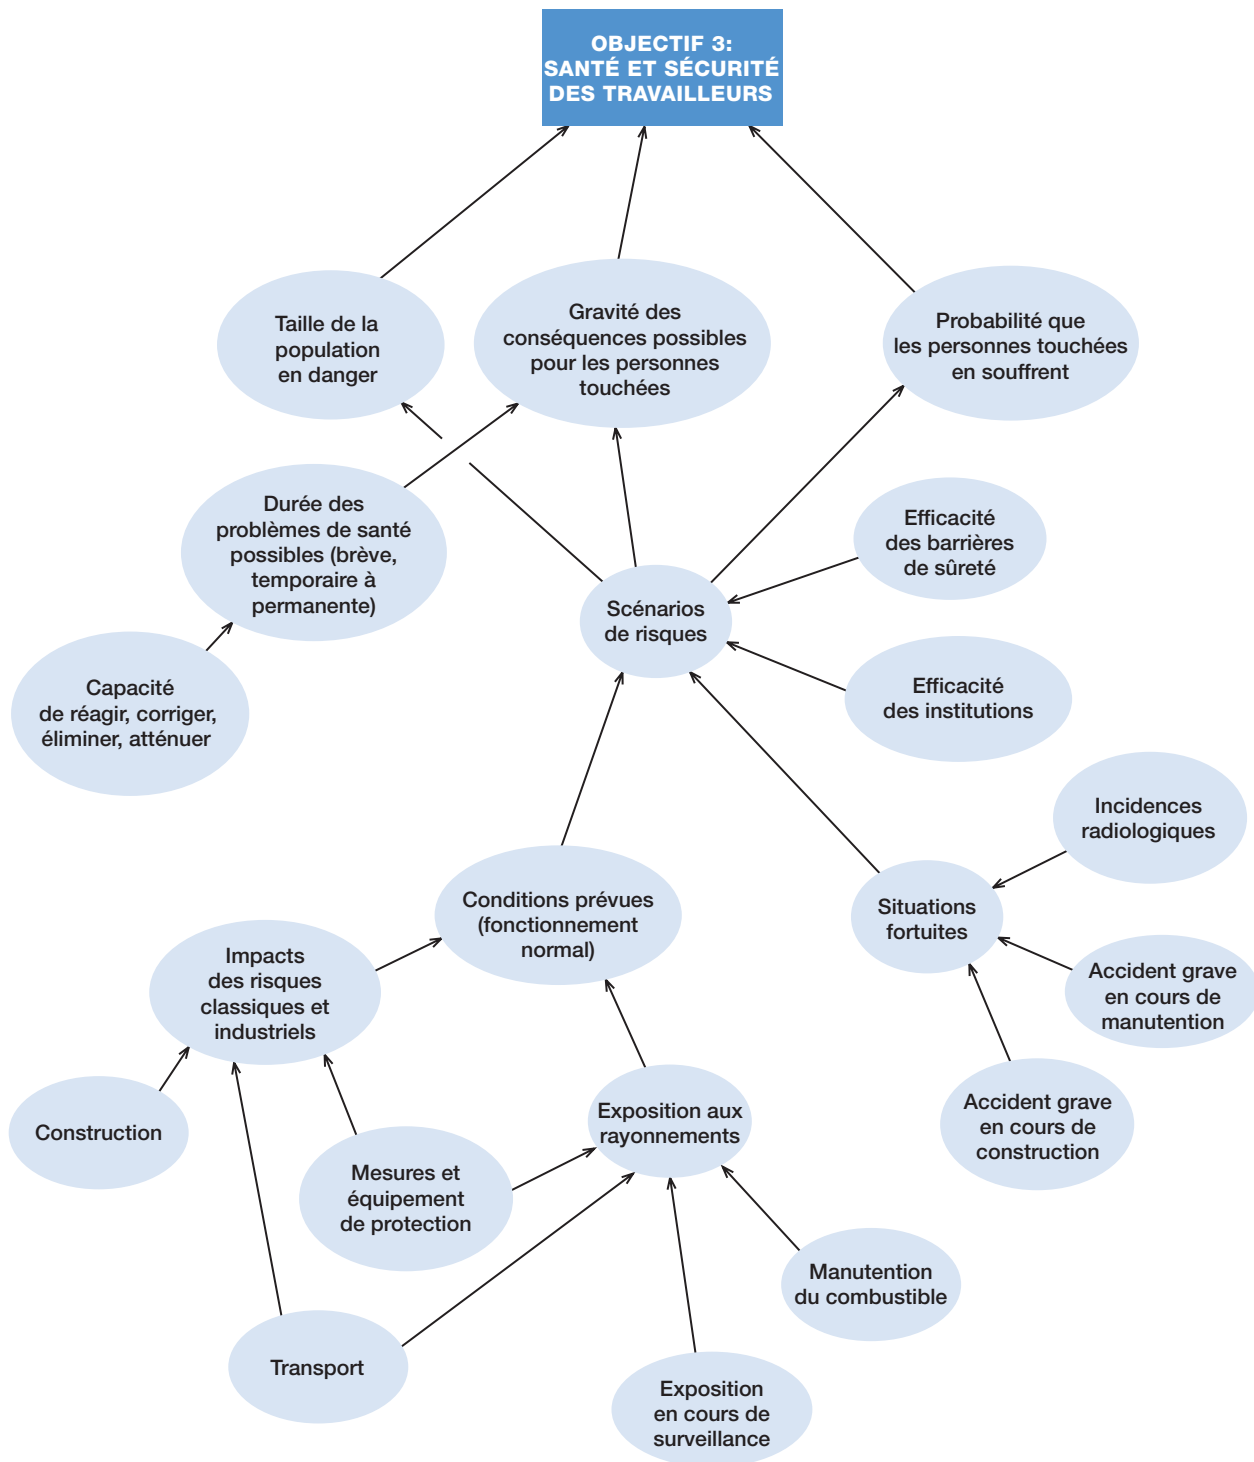 OBJECTIF 3:
SANTÉ ET SÉCURITÉ
DES TRAVAILLEURS
Taille de la
population
en danger
Gravité des
conséquences possibles
pour les personnes
touchées
Probabilité que
les personnes touchées
en souffrent
Durée des
problèmes de santé
possibles (brève,
temporaire à
permanente)
Efficacité
des barrières
de sûreté
Scénarios
de risques
Capacité
de réagir, corriger,
éliminer, atténuer
Efficacité
des institutions
Incidences
radiologiques
Conditions prévues
(fonctionnement
normal)
Situations
fortuites
Impacts
des risques
classiques et
industriels
Accident grave
en cours de
manutention
Construction
Exposition aux
rayonnements
Accident grave
en cours de
construction
Mesures et
équipement
de protection
Manutention
du combustible
Transport
Exposition
en cours de
surveillance